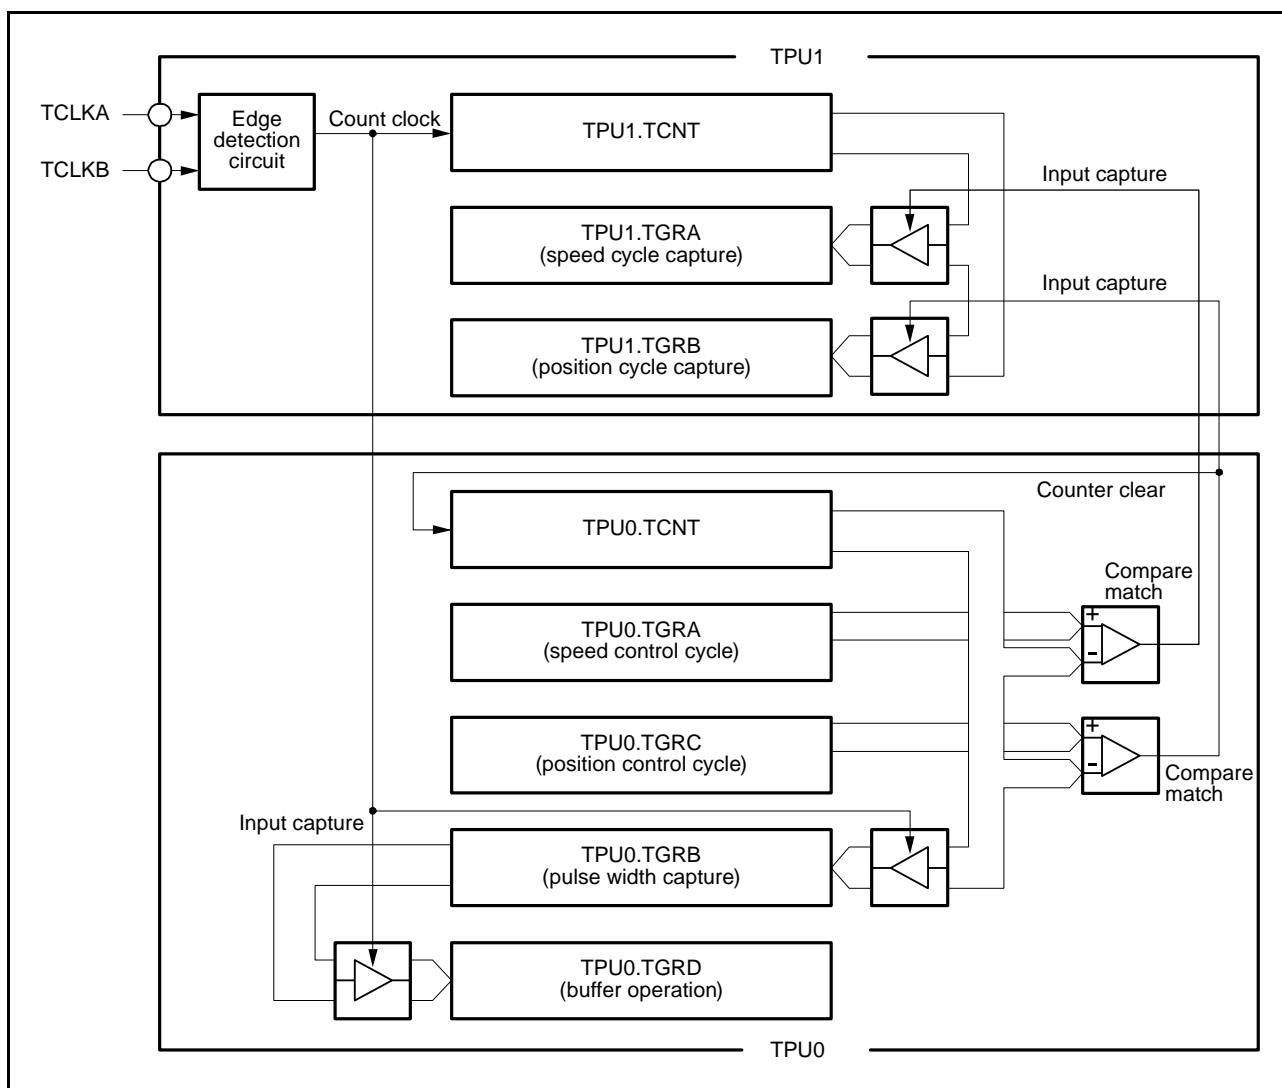 TPU1
TCLKA
TCLKB
Edge
detection
circuit
Count clock
TPU1.TCNT
Input capture
TPU1.TGRA
(speed cycle capture)
Input capture
TPU1.TGRB
(position cycle capture)
Counter clear
TPU0.TCNT
Compare
match
TPU0.TGRA
(speed control cycle)
+
-
TPU0.TGRC
(position control cycle)
+
-
Compare
match
Input capture
TPU0.TGRB
(pulse width capture)
TPU0.TGRD
(buffer operation)
TPU0